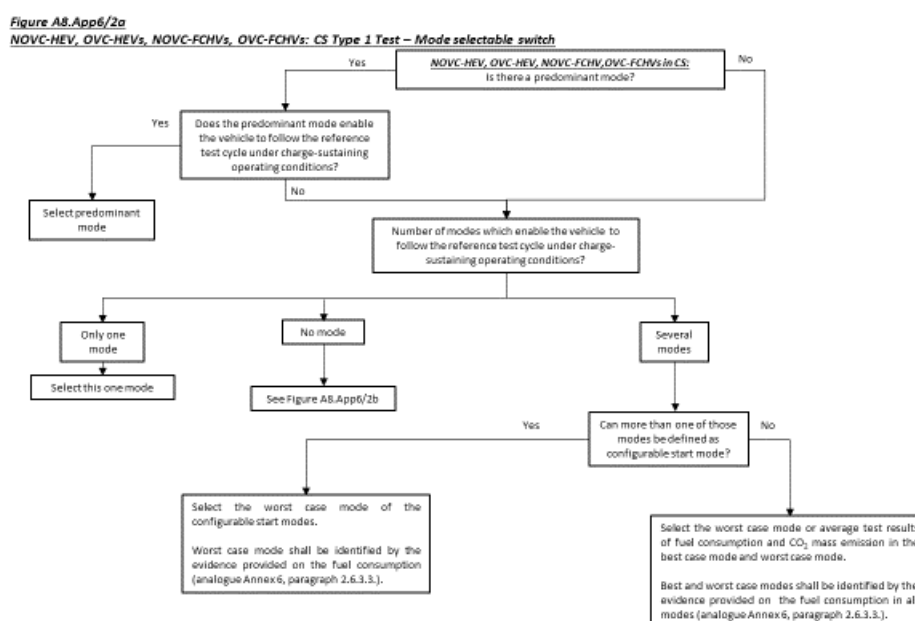 Figure A8.App6/2a
NOVC-HEV, OVC-HEVs, NOVC-FCHVs, OVC-FCHVs: CS Type 1 Test – Mode selectable switch
Yes
NOVC-HEV, OVC-HEV, NOVC-FCHV,OVC-FCHVs in CS:
Is there a predominant mode?
No
Yes
Does the predominant mode enable
the vehicle to follow the reference
test cycle under charge-sustaining
operating conditions?
No
Select predominant
mode
Number of modes which enable the vehicle to
follow the reference test cycle under charge-
sustaining operating conditions?
Only one
mode
No mode
Several
modes
Select this one mode
See Figure A8.App6/2b
Yes
Can more than one of those
modes be defined as
configurable start mode?
No
Select the worst case mode of the
configurable start modes.
Worst case mode shall be identified by the
evidence provided on the fuel consumption
(analogue Annex 6, paragraph 2.6.3.3.).
Select the worst case mode or average test results
of fuel consumption and CO₂ mass emission in the
best case mode and worst case mode.
Best and worst case modes shall be identified by the
evidence provided on the fuel consumption in al
modes (analogue Annex 6, paragraph 2.6.3.3.).